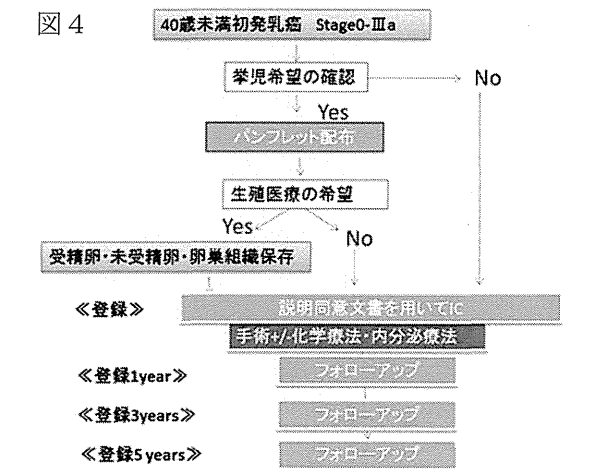 図4
40歳未満初発乳癌 Stage0-Ⅲa
挙児希望の確認
No
Yes
パンフレット配布
生殖医療の希望
Yes
No
受精卵・未受精卵・卵巣組織保存
≪登録≫
説明同意文書を用いてIC
手術+/-化学療法・内分泌療法
≪登録1year≫
フォローアップ
≪登録3years≫
フォローアップ
≪登録5 years≫
フォローアップ